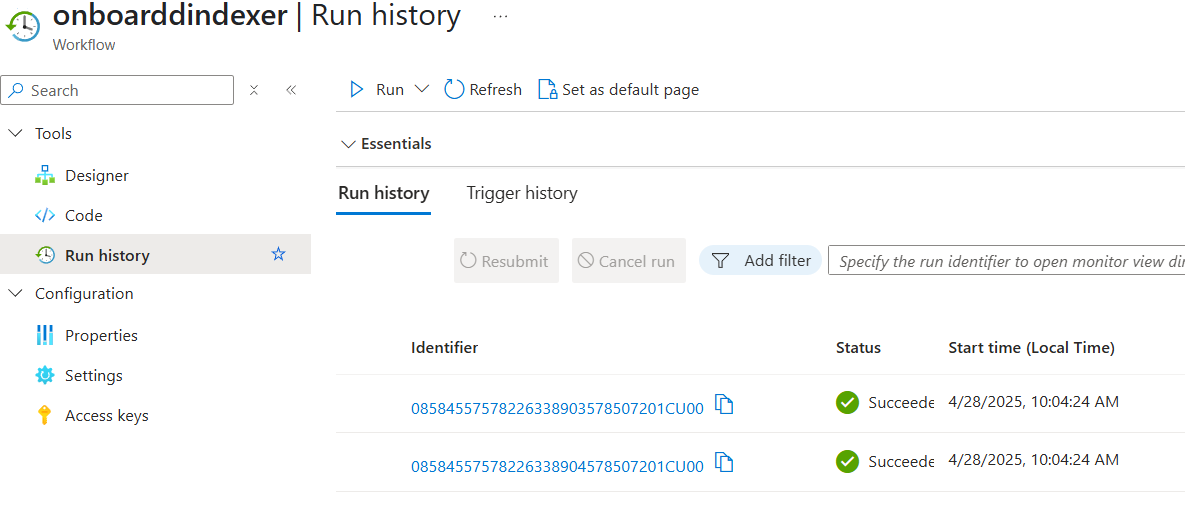 onboarddindexer | Run history ...
Workflow
Search
Run Refresh Set as default page
Tools
Essentials
Designer
Run history Trigger history
Code
Run history
Resubmit Cancel run Add filter Specify the run identifier to open monitor view dir
Configuration
Properties
Identifier Status Start time (Local Time)
Settings
08584557578226338903578507201CU00 Succeede 4/28/2025, 10:04:24 AM
Access keys
08584557578226338904578507201CU00 Succeede 4/28/2025, 10:04:24 AM